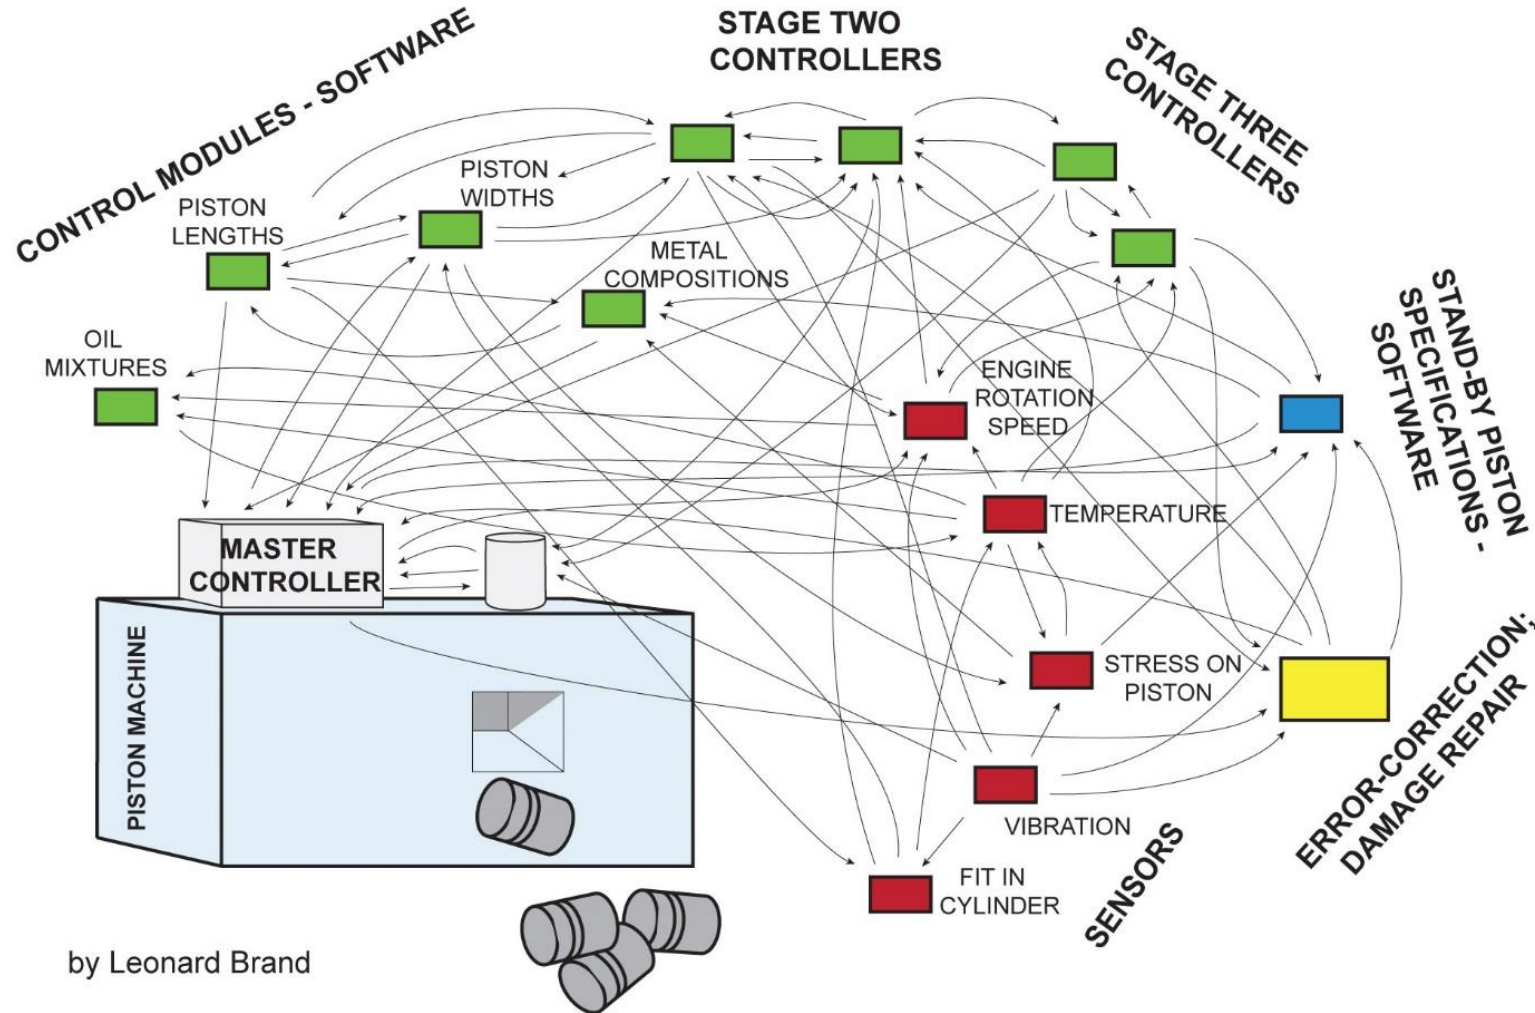 CONTROL MODULES - SOFTWARE
STAGE TWO
CONTROLLERS
STAGE THREE
CONTROLLERS
PISTON
WIDTHS
PISTON
LENGTHS
METAL
COMPOSITIONS
OIL
MIXTURES
ENGINE
ROTATION
SPEED
STAND-BY PISTON
SPECIFICATIONS -
SOFTWARE
TEMPERATURE
MASTER
CONTROLLER
PISTON MACHINE
STRESS ON
PISTON
ERROR-CORRECTION;
DAMAGE REPAIR
VIBRATION
FIT IN
CYLINDER
SENSORS
by Leonard Brand